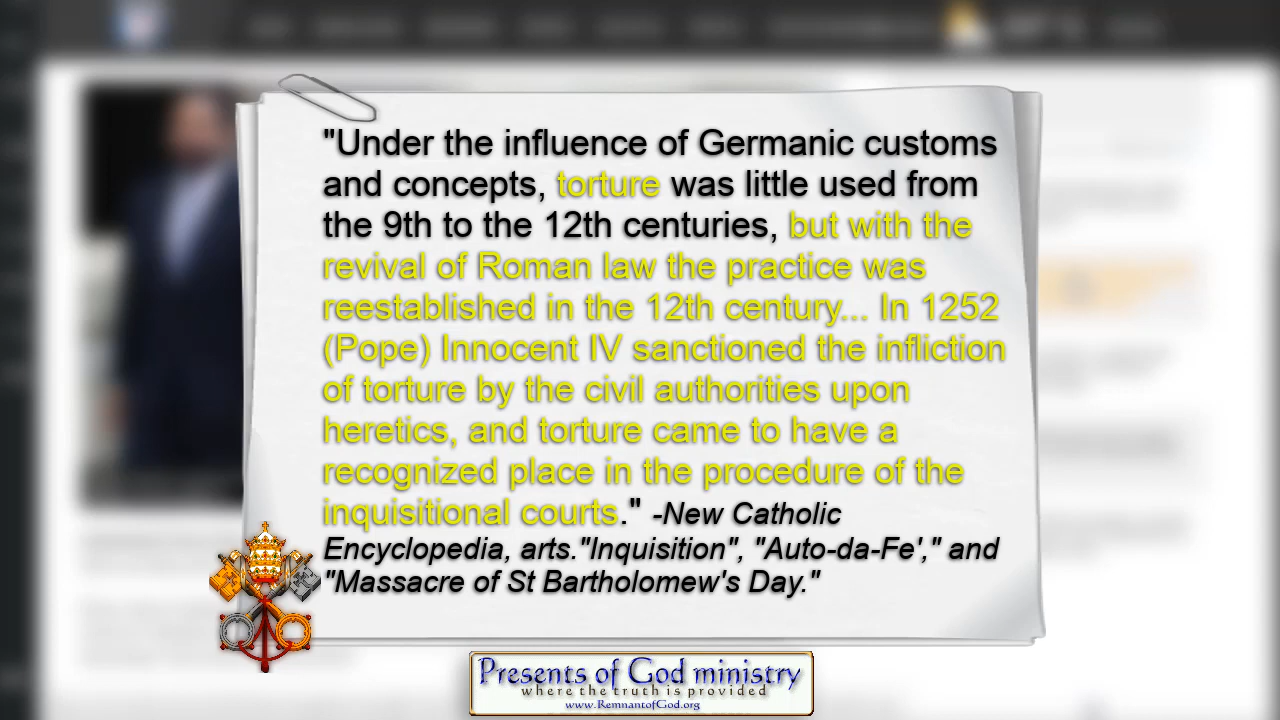 "Under the influence of Germanic customs
and concepts, torture was little used from
the 9th to the 12th centuries, but with the
revival of Roman law the practice was
reestablished in the 12th century... In 1252
(Pope) Innocent IV sanctioned the infliction
of torture by the civil authorities upon
heretics, and torture came to have a
recognized place in the procedure of the
inquisitional courts." -New Catholic
Encyclopedia, arts."Inquisition", "Auto-da-Fe'," and
"Massacre of St Bartholomew's Day."
Presents of God ministry
where the truth is provided
www.RemnantofGod.org